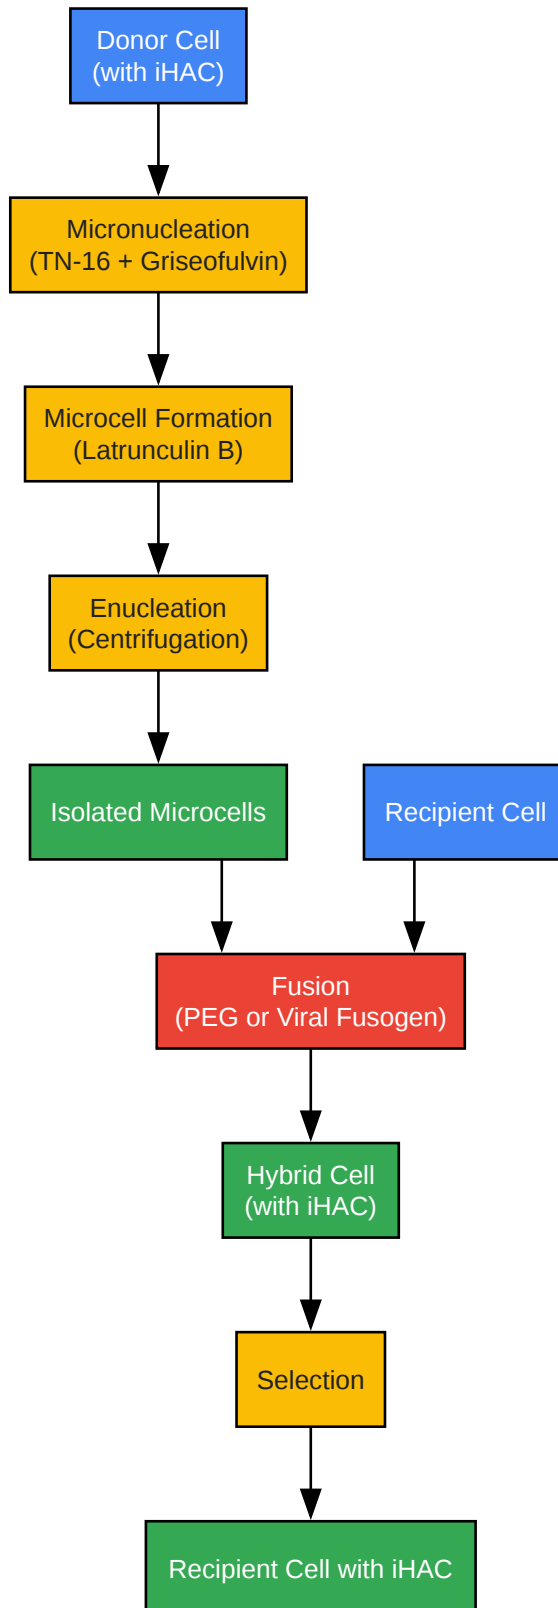 Donor Cell
(with iHAC)
Micronucleation
(TN-16 + Griseofulvin)
Microcell Formation
(Latrunculin B)
Enucleation
(Centrifugation)
Isolated Microcells
Recipient Cell
Fusion
(PEG or Viral Fusogen)
Hybrid Cell
(with iHAC)
Selection
Recipient Cell with iHAC